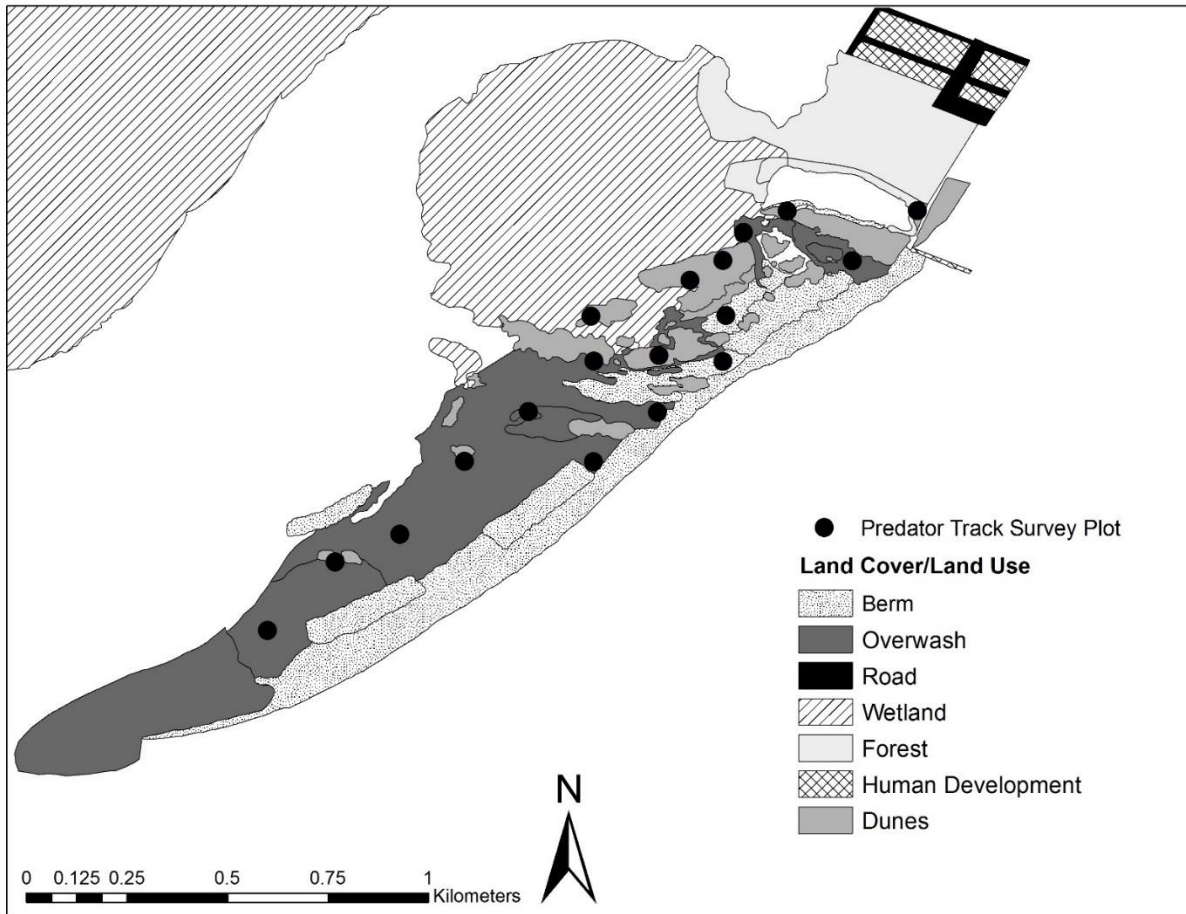 Predator Track Survey Plot
Land Cover/Land Use
Berm
Overwash
Road
Wetland
Forest
Human Development
Dunes
N
0 0.125 0.25 0.5 0.75 1
Kilometers